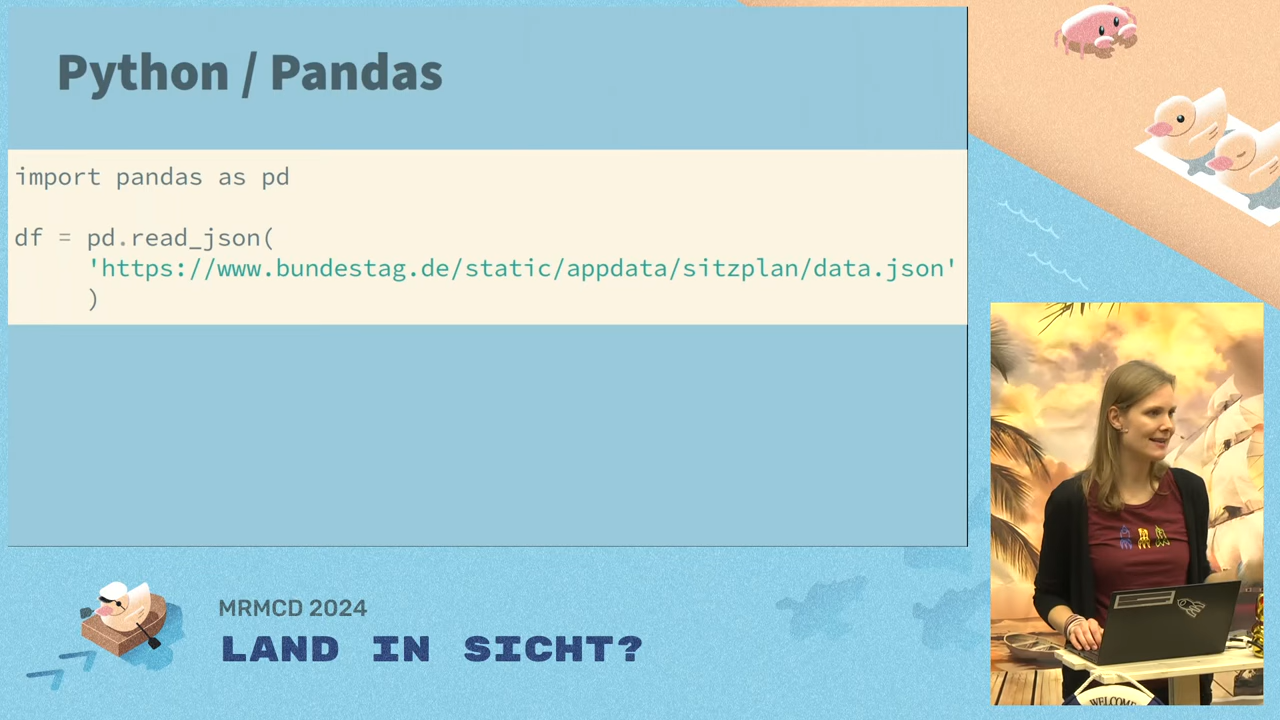 Python / Pandas
import pandas as pd
df = pd.read_json(
'https://www.bundestag.de/static/appdata/sitzplan/data.json'
)
MRMCD 2024
LAND IN SICHT?
WELCOME